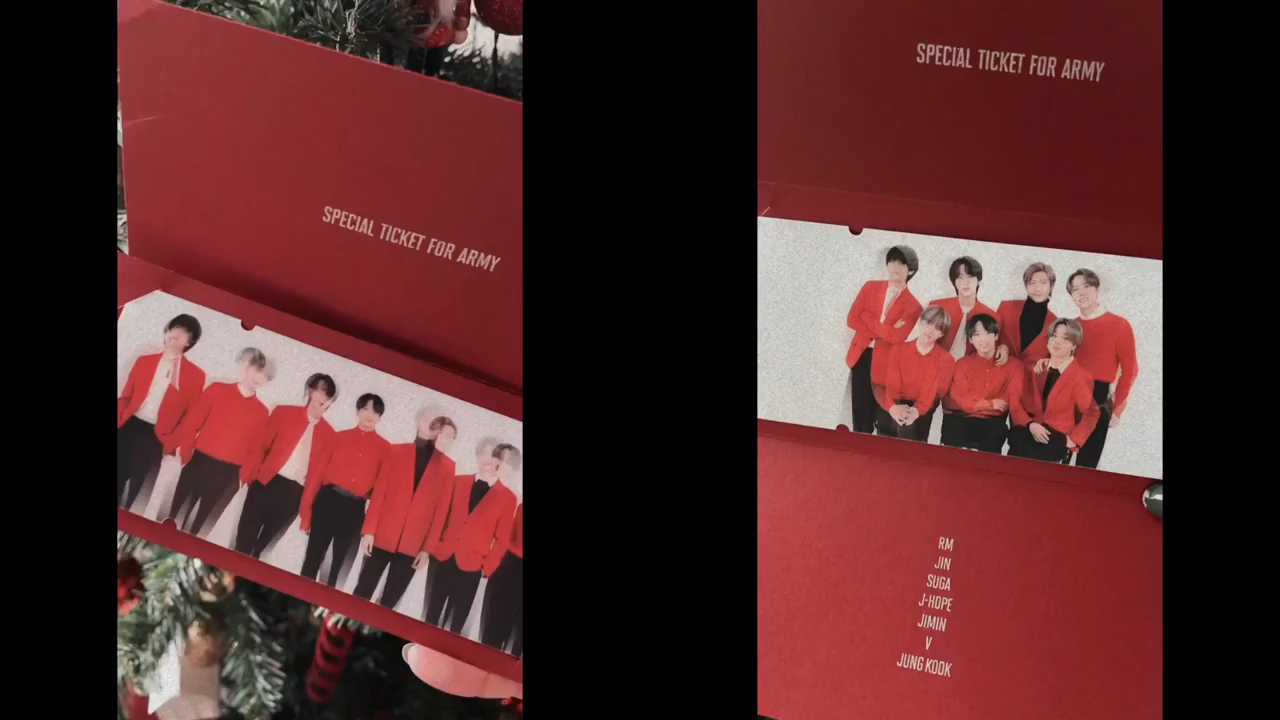 SPECIAL TICKET FOR ARMY
SPECIAL TICKET FOR ARMY
RM
JIN
SUGA
J-HOPE
JIMIN
V
JUNG KOOK